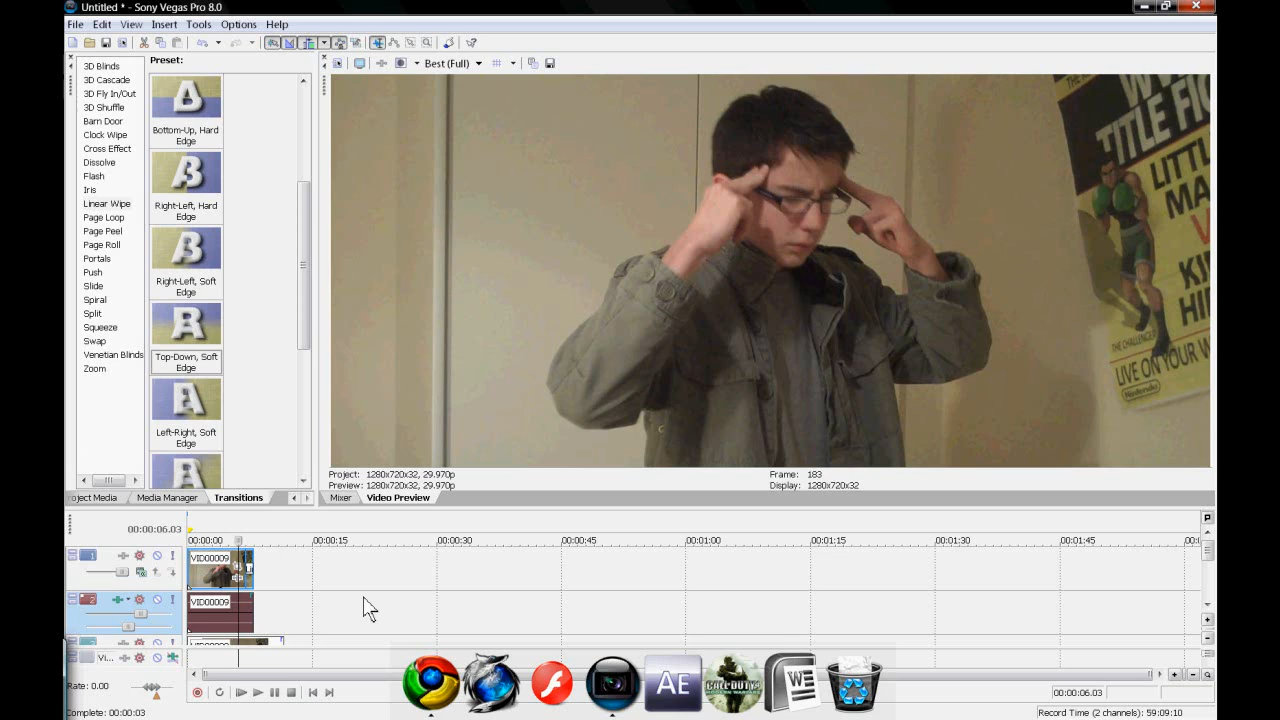 Untitled * - Sony Vegas Pro 8.0
File Edit View Insert Tools Options Help
3D Blinds
3D Cascade
3D Fly In/Out
3D Shuffle
Barn Door
Clock Wipe
Cross Effect
Dissolve
Flash
Iris
Linear Wipe
Page Loop
Page Peel
Page Roll
Portals
Push
Slide
Spiral
Split
Squeeze
Swap
Venetian Blinds
Zoom
Preset:
Bottom-Up, Hard
Edge
Right-Left, Hard
Edge
Right-Left, Soft
Edge
Top-Down, Soft
Edge
Left-Right, Soft
Edge
Best (Full)
TITLE FI
LITTL
MA
KI
HI
THE CHALLENGER
LIVE ON YOUR W
Nintendo
Project: 1280x720x32, 29.970p
Preview: 1280x720x32, 29.970p
Frame: 183
Display: 1280x720x32
roject Media Media Manager Transitions
Mixer Video Preview
00:00:06.03
00:00:00 00:00:15 00:00:30 00:00:45 00:01:00 00:01:15 00:01:30 00:01:45 00:
1
VID00009
2
VID00009
Vi...
Rate: 0.00
AE
CALL OF DUTY
MODERN WARFARE
W
00:00:06.03
Complete: 00:00:03
Record Time (2 channels): 59:09:10